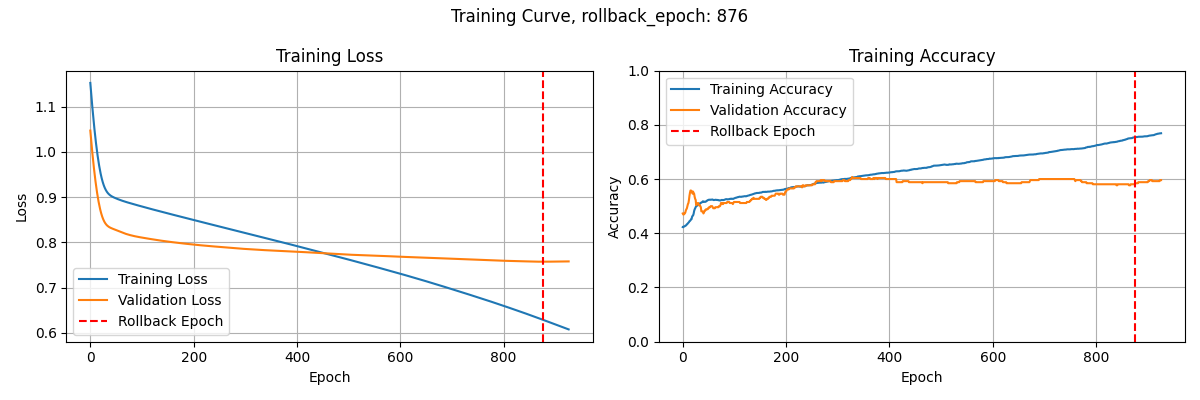 Training Curve, rollback_epoch: 876
Training Loss
1.1
1.0
0.9
0.8
0.7
0.6
Loss
Training Loss
Validation Loss
Rollback Epoch
0
200
400
600
800
Epoch
Training Accuracy
1.0
0.8
0.6
0.4
0.2
0.0
Accuracy
Training Accuracy
Validation Accuracy
Rollback Epoch
0
200
400
600
800
Epoch